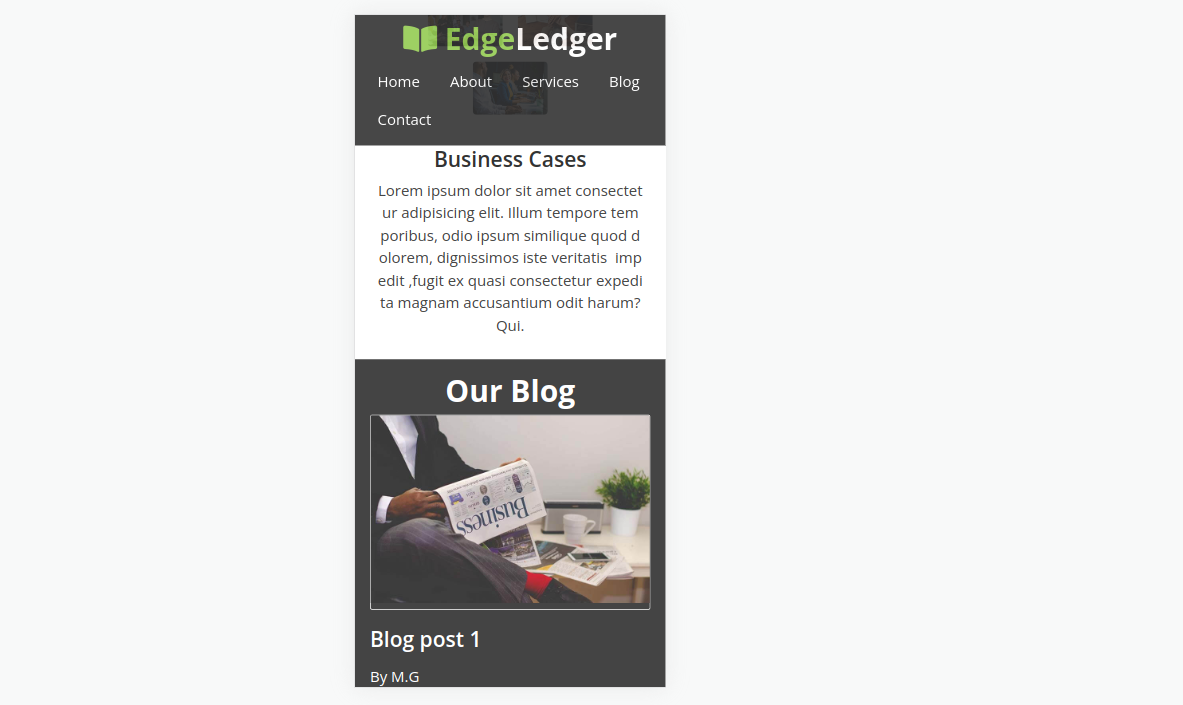 EdgeLedger
Home About Services Blog
Contact
Business Cases
Lorem ipsum dolor sit amet consectet
ur adipisicing elit. Illum tempore tem
poribus, odio ipsum similique quod d
olorem, dignissimos iste veritatis  imp
edit ,fugit ex quasi consectetur expedi
ta magnam accusantium odit harum?
Qui.
Our Blog
Business
Blog post 1
By M.G